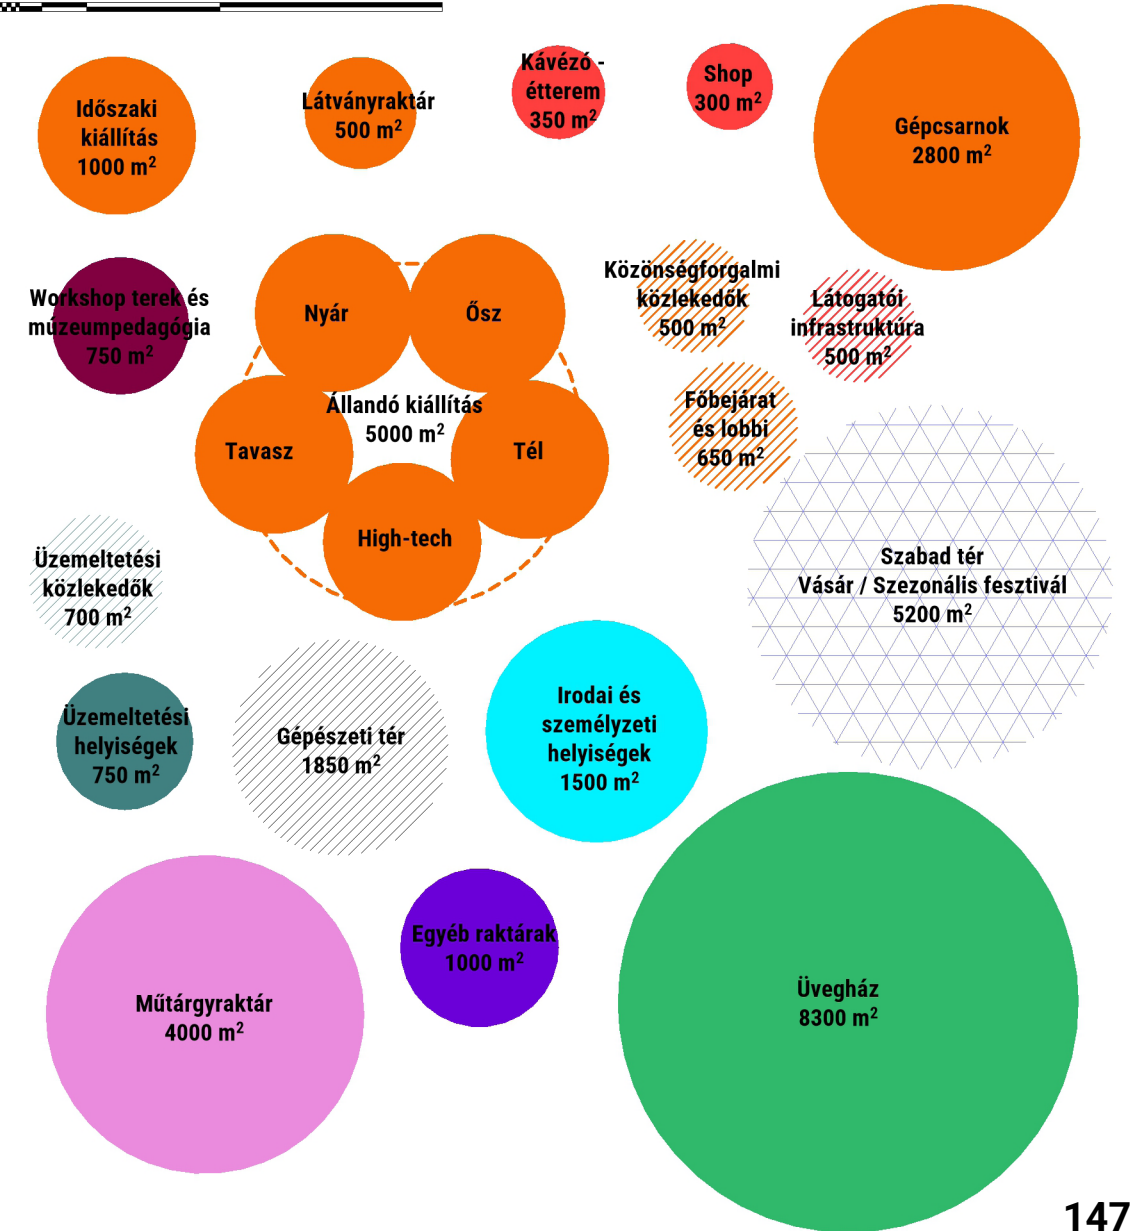 Időszaki
kiállítás
1000 m²
Látványraktár
500 m²
Kávézó -
étterem
350 m²
Shop
300 m²
Gépcsarnok
2800 m²
Workshop terek és
múzeumpedagógia
750 m²
Nyár
Ősz
Tavasz
Tél
High-tech
Állandó kiállítás
5000 m²
Közönségforgalmi
közlekedők
500 m²
Látogatói
infrastruktúra
500 m²
Főbejárat
és lobbi
650 m²
Szabad tér
Vásár / Szezonális fesztivál
5200 m²
Üzemeltetési
közlekedők
700 m²
Üzemeltetési
helyiségek
750 m²
Gépészeti tér
1850 m²
Irodai és
személyzeti
helyiségek
1500 m²
Műtárgyraktár
4000 m²
Egyéb raktárak
1000 m²
Üvegház
8300 m²
147